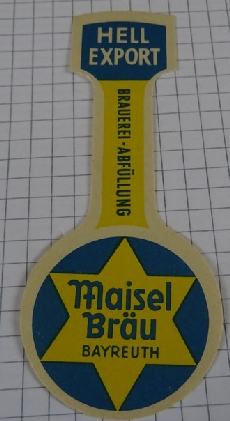 HELL
EXPORT
BRAUEREI-ABFÜLLUNG
Maisel
Bräu
BAYREUTH